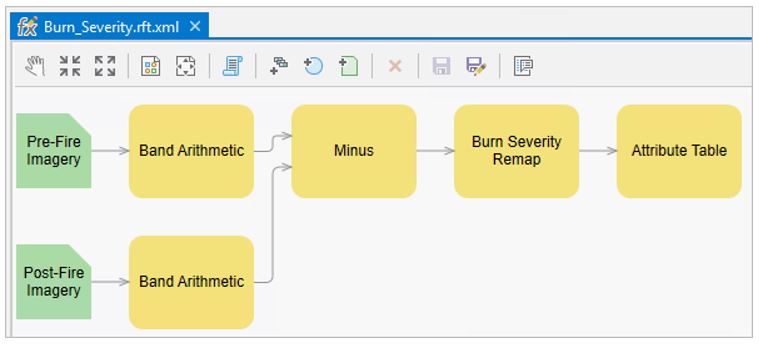 Burn_Severity.rft.xml
Pre-Fire
Imagery
Band Arithmetic
Minus
Burn Severity
Remap
Attribute Table
Post-Fire
Imagery
Band Arithmetic